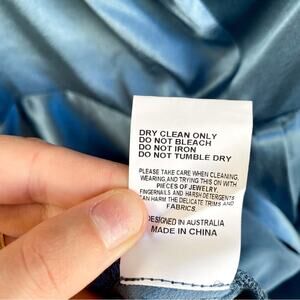 DRY CLEAN ONLY
DO NOT BLEACH
DO NOT IRON
DO NOT TUMBLE DRY
PLEASE TAKE CARE WHEN CLEANING,
WEARING, AND TRYING THIS ON WITH
PIECES OF JEWELRY.
FINGERNAILS AND HARSH DETERGENTS
CAN HARM THE DELICATE TRIMS AND
FABRICS.
DESIGNED IN AUSTRALIA
MADE IN CHINA